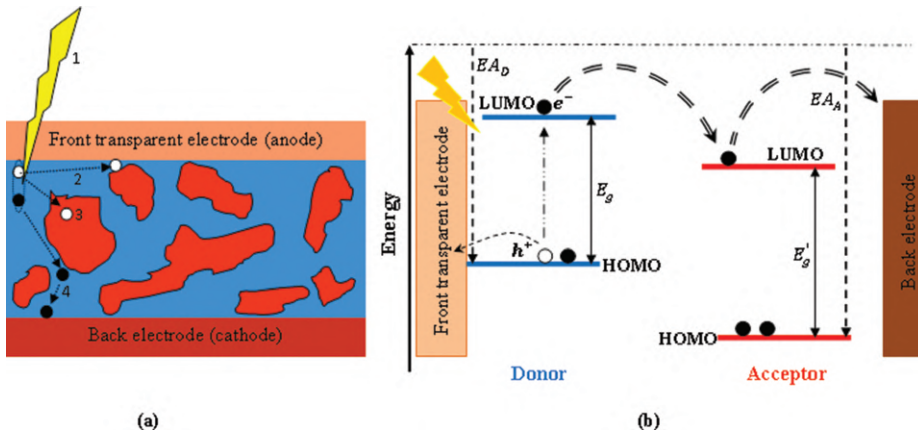 1
Front transparent electrode (anode)
2
3
4
Back electrode (cathode)
(a)
Energy
Front transparent electrode
EA_D
LUMO
e⁻
E_g
h⁺
HOMO
Donor
EA_A
LUMO
E'_g
HOMO
Acceptor
Back electrode
(b)